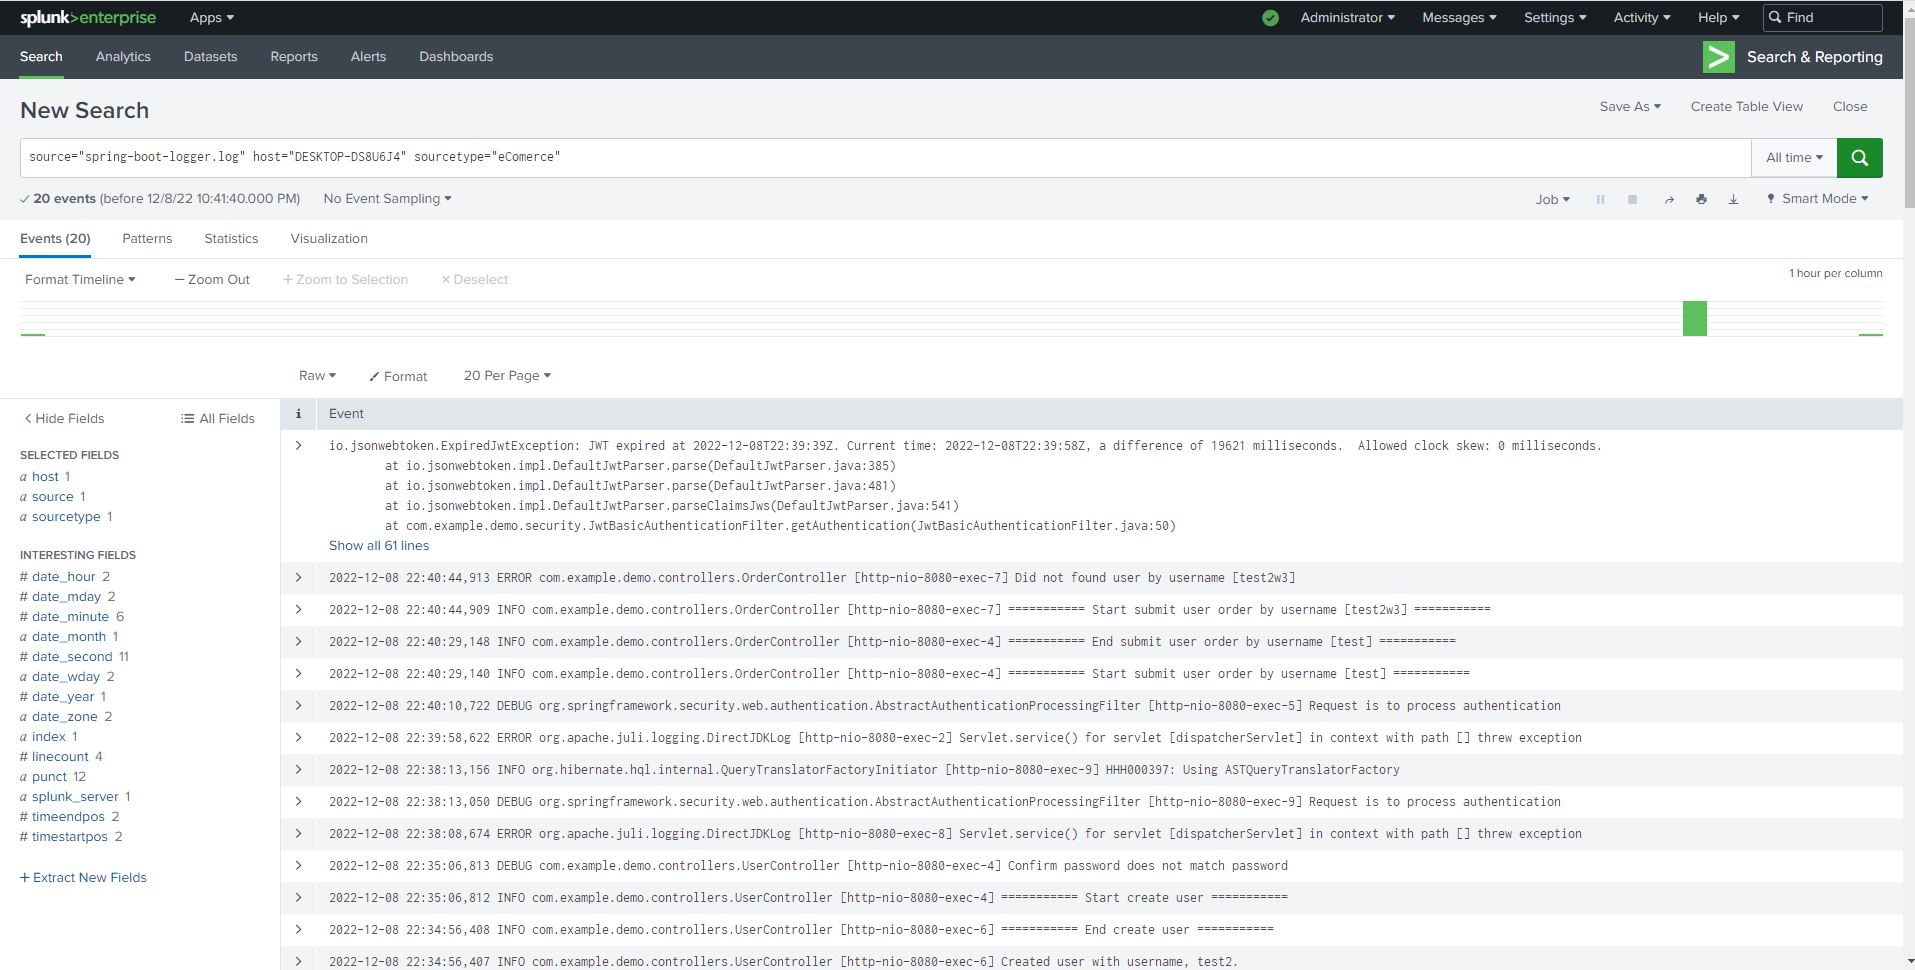 splunk>enterprise Apps Administrator Messages Settings Activity Help Find
Search Analytics Datasets Reports Alerts Dashboards Search & Reporting
New Search Save As Create Table View Close
source="spring-boot-logger.log" host="DESKTOP-DS8U6J4" sourcetype="eComerce" All time
20 events (before 12/8/22 10:41:40.000 PM) No Event Sampling Job Smart Mode
Events (20) Patterns Statistics Visualization
Format Timeline — Zoom Out + Zoom to Selection × Deselect 1 hour per column
Raw Format 20 Per Page
< Hide Fields All Fields
SELECTED FIELDS
a host 1
a source 1
a sourcetype 1
INTERESTING FIELDS
# date_hour 2
# date_mday 2
# date_minute 6
a date_month 1
# date_second 11
a date_wday 2
# date_year 1
a date_zone 2
a index 1
# linecount 4
a punct 12
a splunk_server 1
# timeendpos 2
# timestartpos 2
+ Extract New Fields
i Event
io.jsonwebtoken.ExpiredJwtException: JWT expired at 2022-12-08T22:39:39Z. Current time: 2022-12-08T22:39:58Z, a difference of 19621 milliseconds.  Allowed clock skew: 0 milliseconds.
at io.jsonwebtoken.impl.DefaultJwtParser.parse(DefaultJwtParser.java:385)
at io.jsonwebtoken.impl.DefaultJwtParser.parse(DefaultJwtParser.java:481)
at io.jsonwebtoken.impl.DefaultJwtParser.parseClaimsJws(DefaultJwtParser.java:541)
at com.example.demo.security.JwtBasicAuthenticationFilter.getAuthentication(JwtBasicAuthenticationFilter.java:50)
Show all 61 lines
2022-12-08 22:40:44,913 ERROR com.example.demo.controllers.OrderController [http-nio-8080-exec-7] Did not found user by username [test2w3]
2022-12-08 22:40:44,909 INFO com.example.demo.controllers.OrderController [http-nio-8080-exec-7] =========== Start submit user order by username [test2w3] ===========
2022-12-08 22:40:29,148 INFO com.example.demo.controllers.OrderController [http-nio-8080-exec-4] =========== End submit user order by username [test] ===========
2022-12-08 22:40:29,140 INFO com.example.demo.controllers.OrderController [http-nio-8080-exec-4] =========== Start submit user order by username [test] ===========
2022-12-08 22:40:10,722 DEBUG org.springframework.security.web.authentication.AbstractAuthenticationProcessingFilter [http-nio-8080-exec-5] Request is to process authentication
2022-12-08 22:39:58,622 ERROR org.apache.juli.logging.DirectJDKLog [http-nio-8080-exec-2] Servlet.service() for servlet [dispatcherServlet] in context with path [] threw exception
2022-12-08 22:38:13,156 INFO org.hibernate.hql.internal.QueryTranslatorFactoryInitiator [http-nio-8080-exec-9] HHH000397: Using ASTQueryTranslatorFactory
2022-12-08 22:38:13,050 DEBUG org.springframework.security.web.authentication.AbstractAuthenticationProcessingFilter [http-nio-8080-exec-9] Request is to process authentication
2022-12-08 22:38:08,674 ERROR org.apache.juli.logging.DirectJDKLog [http-nio-8080-exec-8] Servlet.service() for servlet [dispatcherServlet] in context with path [] threw exception
2022-12-08 22:35:06,813 DEBUG com.example.demo.controllers.UserController [http-nio-8080-exec-4] Confirm password does not match password
2022-12-08 22:35:06,812 INFO com.example.demo.controllers.UserController [http-nio-8080-exec-4] =========== Start create user ===========
2022-12-08 22:34:56,408 INFO com.example.demo.controllers.UserController [http-nio-8080-exec-6] =========== End create user ===========
2022-12-08 22:34:56,407 INFO com.example.demo.controllers.UserController [http-nio-8080-exec-6] Created user with username, test2.